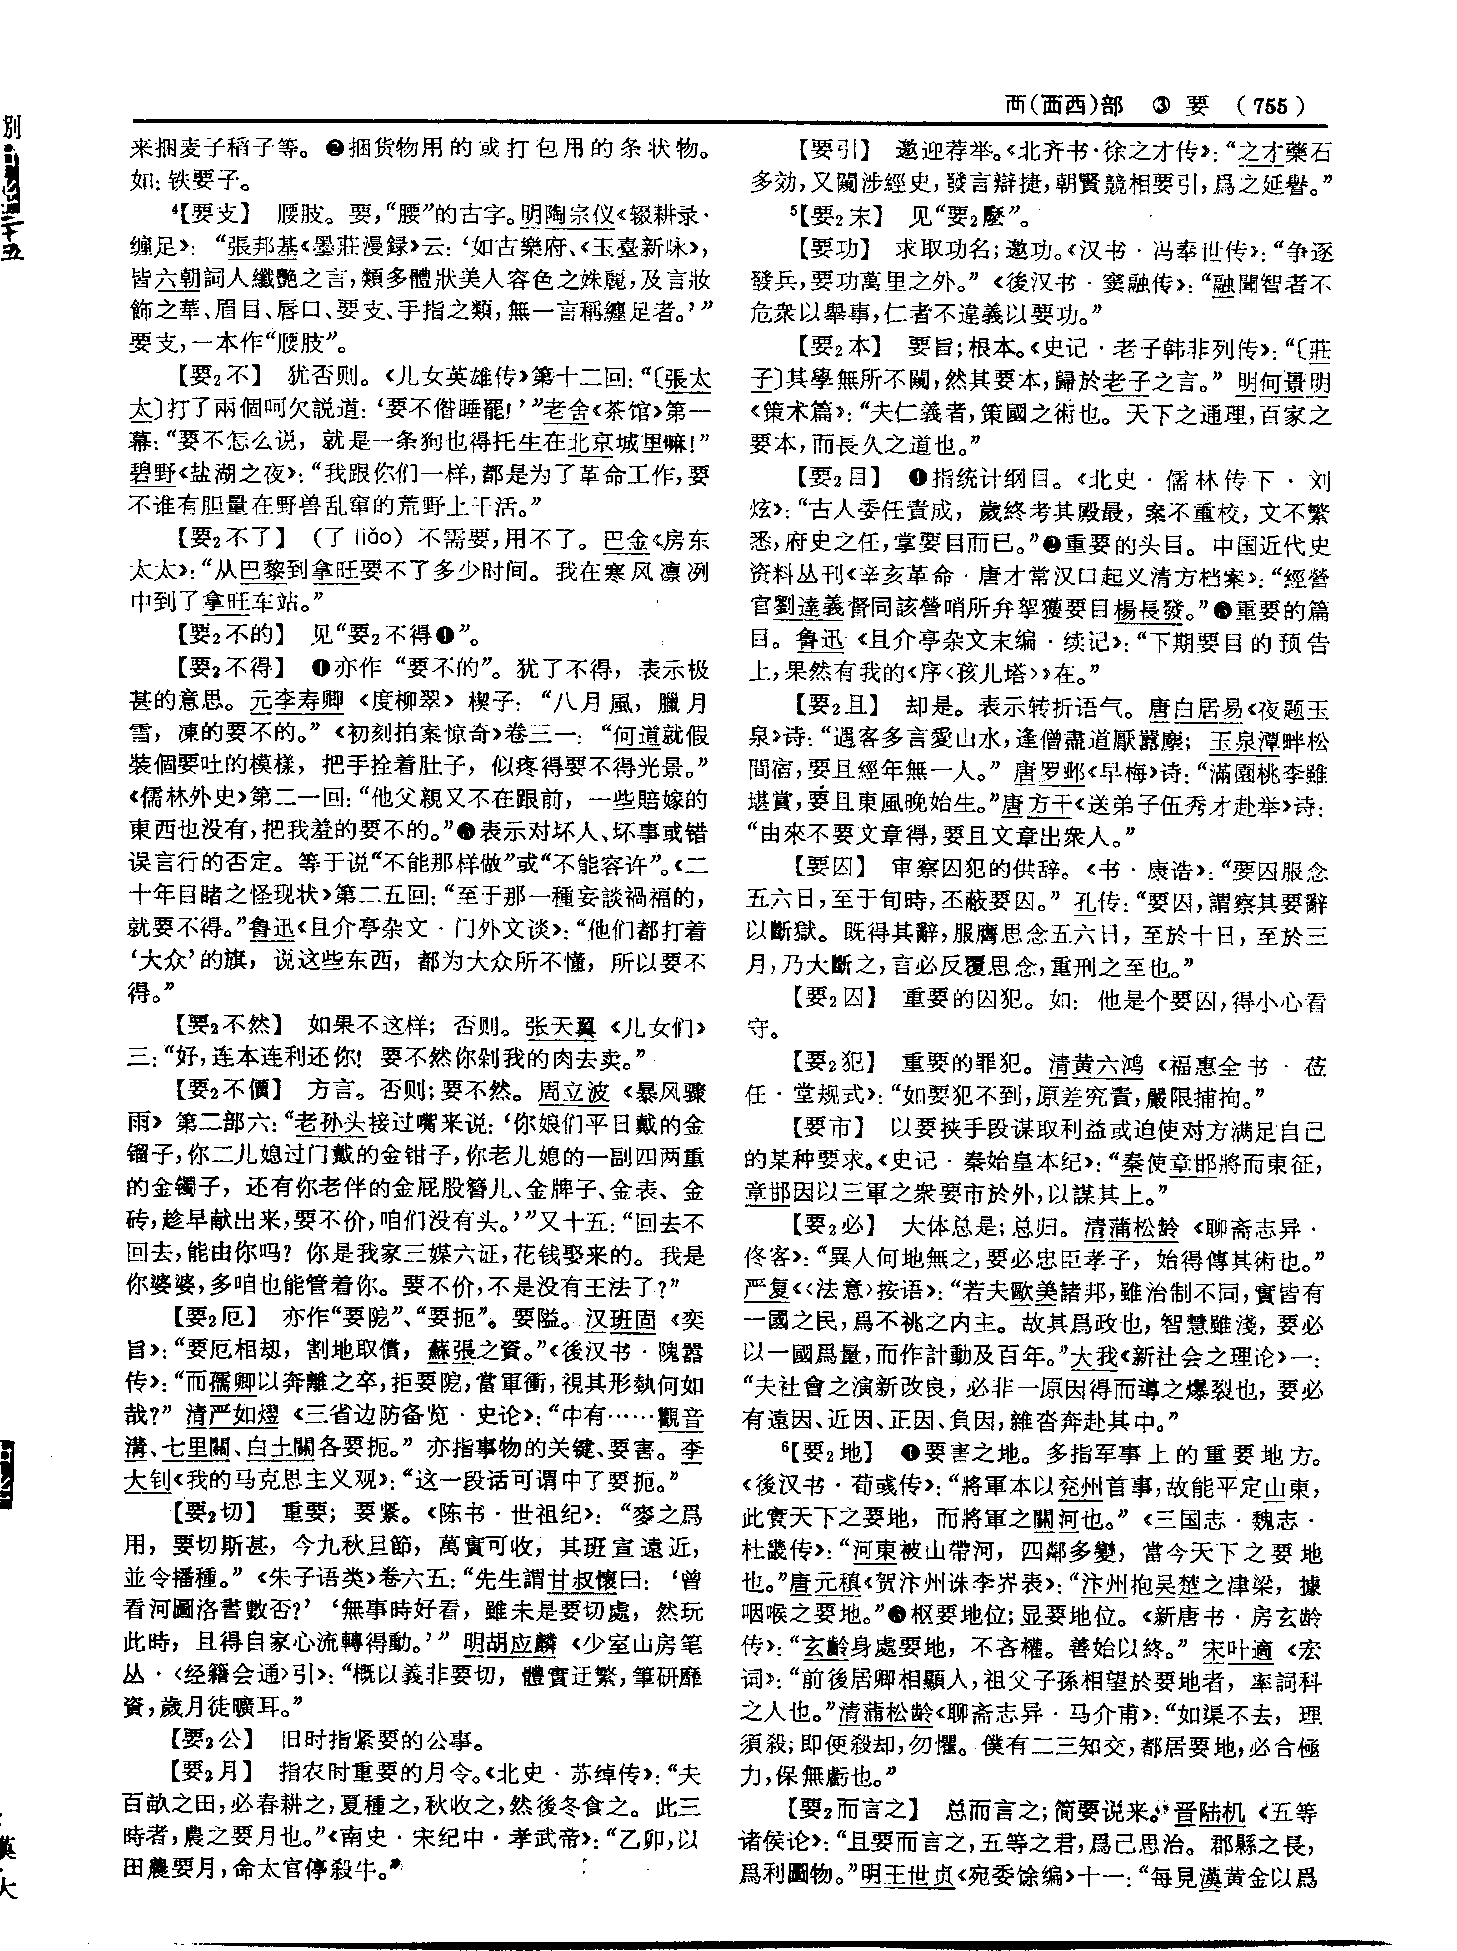 襾(覀西)部 ③ 要 (755)
来捆麦子稻子等。❷捆货物用的或打包用的条状物。
如:铁要子。
⁴【要支】 腰肢。要,“腰”的古字。明陶宗仪《辍耕录·
缠足》:“張邦基《墨莊漫録》云:‘如古樂府、《玉臺新咏》,
皆六朝詞人纖艷之言,類多體狀美人容色之姝麗,及言妝
飾之華、眉目、唇口、要支、手指之類,無一言稱纏足者。’”
要支,一本作“腰肢”。
【要₂不】 犹否则。《儿女英雄传》第十二回:“〔張太
太〕打了兩個呵欠説道:‘要不偺睡罷!’”老舍《茶馆》第一
幕:“要不怎么说,就是一条狗也得托生在北京城里嘛!”
碧野《盐湖之夜》:“我跟你们一样,都是为了革命工作,要
不谁有胆量在野兽乱窜的荒野上干活。”
【要₂不了】 (了 liǎo) 不需要,用不了。巴金《房东
太太》:“从巴黎到拿旺要不了多少时间。我在寒风凛冽
中到了拿旺车站。”
【要₂不的】 见“要₂不得❶”。
【要₂不得】 ❶亦作“要不的”。犹了不得,表示极
甚的意思。元李寿卿《度柳翠》楔子:“八月風,臘月
雪,凍的要不的。”《初刻拍案惊奇》卷三一:“何道就假
裝個要吐的模樣,把手拴着肚子,似疼得要不得光景。”
《儒林外史》第二一回:“他父親又不在跟前,一些賠嫁的
東西也没有,把我羞的要不的。”❷表示对坏人、坏事或错
误言行的否定。等于说“不能那样做”或“不能容许”。《二
十年目睹之怪现状》第二五回:“至于那一種妄談禍福的,
就要不得。”鲁迅《且介亭杂文·门外文谈》:“他们都打着
‘大众’的旗,说这些东西,都为大众所不懂,所以要不
得。”
【要₂不然】 如果不这样;否则。张天翼《儿女们》
三:“好,连本连利还你!要不然你剁我的肉去卖。”
【要₂不價】 方言。否则;要不然。周立波《暴风骤
雨》第二部六:“老孙头接过嘴来说:‘你娘们平日戴的金
镏子,你二儿媳过门戴的金钳子,你老儿媳的一副四两重
的金镯子,还有你老伴的金屁股簪儿、金牌子、金表、金
砖,趁早献出来,要不价,咱们没有头。’”又十五:“回去不
回去,能由你吗?你是我家三媒六证,花钱娶来的。我是
你婆婆,多咱也能管着你。要不价,不是没有王法了?”
【要₂厄】 亦作“要阸”、“要扼”。要隘。汉班固《奕
旨》:“要厄相劫,割地取償,蘇張之資。”《後汉书·隗嚣
传》:“而孺卿以奔離之卒,拒要阸,當軍衝,視其形埶何如
哉?”清严如熤《三省边防备览·史论》:“中有……觀音
溝、七里關、白土關各要扼。”亦指事物的关键、要害。李
大钊《我的马克思主义观》:“这一段话可谓中了要扼。”
【要₂切】 重要;要紧。《陈书·世祖纪》:“麥之爲
用,要切斯甚,今九秋旦節,萬實可收,其班宣遠近,
並令播種。”《朱子语类》卷六五:“先生謂甘叔懷曰:‘曾
看河圖洛書數否?’‘無事時好看,雖未是要切處,然玩
此時,且得自家心流轉得動。’”明胡应麟《少室山房笔
丛·〈经籍会通〉引》:“概以義非要切,體實迂繁,筆研靡
資,歲月徒曠耳。”
【要₂公】 旧时指紧要的公事。
【要₂月】 指农时重要的月令。《北史·苏绰传》:“夫
百畝之田,必春耕之,夏種之,秋收之,然後冬食之。此三
時者,農之要月也。”《南史·宋纪中·孝武帝》:“乙卯,以
田農要月,命太官停殺牛。”
【要引】 邀迎荐举。《北齐书·徐之才传》:“之才藥石
多効,又闚涉經史,發言辯捷,朝賢競相要引,爲之延譽。”
⁵【要₂末】 见“要₂麽”。
【要功】 求取功名;邀功。《汉书·冯奉世传》:“争逐
發兵,要功萬里之外。”《後汉书·窦融传》:“融聞智者不
危衆以舉事,仁者不違義以要功。”
【要₂本】 要旨;根本。《史记·老子韩非列传》:“〔莊
子〕其學無所不闚,然其要本,歸於老子之言。”明何景明
《策术篇》:“夫仁義者,策國之術也。天下之通理,百家之
要本,而長久之道也。”
【要₂目】 ❶指统计纲目。《北史·儒林传下·刘
炫》:“古人委任責成,歲終考其殿最,案不重校,文不繁
悉,府史之任,掌要目而已。”❷重要的头目。中国近代史
资料丛刊《辛亥革命·唐才常汉口起义清方档案》:“經營
官劉達義督同該營哨所弁拏獲要目楊長發。”❸重要的篇
目。鲁迅《且介亭杂文末编·续记》:“下期要目的预告
上,果然有我的《序〈孩儿塔〉》在。”
【要₂且】 却是。表示转折语气。唐白居易《夜题玉
泉》诗:“遇客多言愛山水,逢僧盡道厭囂塵;玉泉潭畔松
間宿,要且經年無一人。”唐罗邺《早梅》诗:“滿園桃李雖
堪賞,要且東風晚始生。”唐方干《送弟子伍秀才赴举》诗:
“由來不要文章得,要且文章出衆人。”
【要囚】 审察囚犯的供辞。《书·康诰》:“要囚服念
五六日,至于旬時,丕蔽要囚。”孔传:“要囚,謂察其要辭
以斷獄。既得其辭,服膺思念五六日,至於十日,至於三
月,乃大斷之,言必反覆思念,重刑之至也。”
【要₂囚】 重要的囚犯。如:他是个要囚,得小心看
守。
【要₂犯】 重要的罪犯。清黄六鸿《福惠全书·莅
任·堂规式》:“如要犯不到,原差究責,嚴限捕拘。”
【要市】 以要挟手段谋取利益或迫使对方满足自己
的某种要求。《史记·秦始皇本纪》:“秦使章邯將而東征,
章邯因以三軍之衆要市於外,以謀其上。”
【要₂必】 大体总是;总归。清蒲松龄《聊斋志异·
佟客》:“異人何地無之,要必忠臣孝子,始得傳其術也。”
严复《〈法意〉按语》:“若夫歐美諸邦,雖治制不同,實皆有
一國之民,爲不祧之内主。故其爲政也,智慧雖淺,要必
以一國爲量,而作計動及百年。”大我《新社会之理论》一:
“夫社會之演新改良,必非一原因得而導之爆裂也,要必
有遠因、近因、正因、負因,雜沓奔赴其中。”
⁶【要₂地】 ❶要害之地。多指军事上的重要地方。
《後汉书·荀彧传》:“將軍本以兖州首事,故能平定山東,
此實天下之要地,而將軍之關河也。”《三国志·魏志·
杜畿传》:“河東被山帶河,四鄰多變,當今天下之要地
也。”唐元稹《贺汴州诛李㝏表》:“汴州抱吴楚之津梁,據
咽喉之要地。”❷枢要地位;显要地位。《新唐书·房玄龄
传》:“玄齡身處要地,不吝權。善始以終。”宋叶適《宏
词》:“前後居卿相顯人,祖父子孫相望於要地者,率詞科
之人也。”清蒲松龄《聊斋志异·马介甫》:“如渠不去,理
須殺;即便殺却,勿懼。僕有二三知交,都居要地,必合極
力,保無虧也。”
【要₂而言之】 总而言之;简要说来。晋陆机《五等
诸侯论》:“且要而言之,五等之君,爲己思治。郡縣之長,
爲利圖物。”明王世贞《宛委馀编》十一:“每見漢黄金以爲